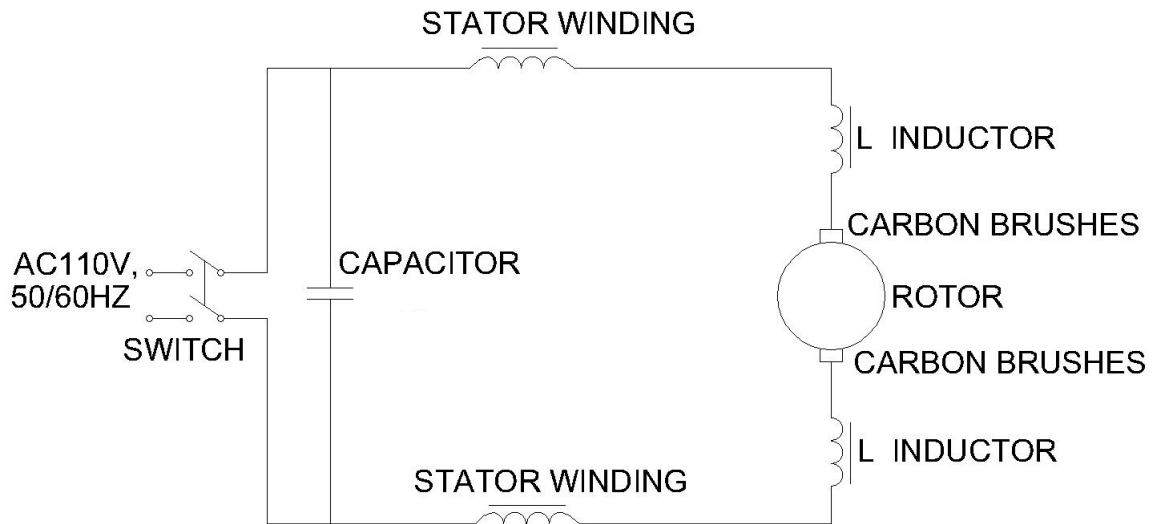 STATOR WINDING
L INDUCTOR
CARBON BRUSHES
AC110V,
50/60HZ
CAPACITOR
ROTOR
SWITCH
CARBON BRUSHES
L INDUCTOR
STATOR WINDING